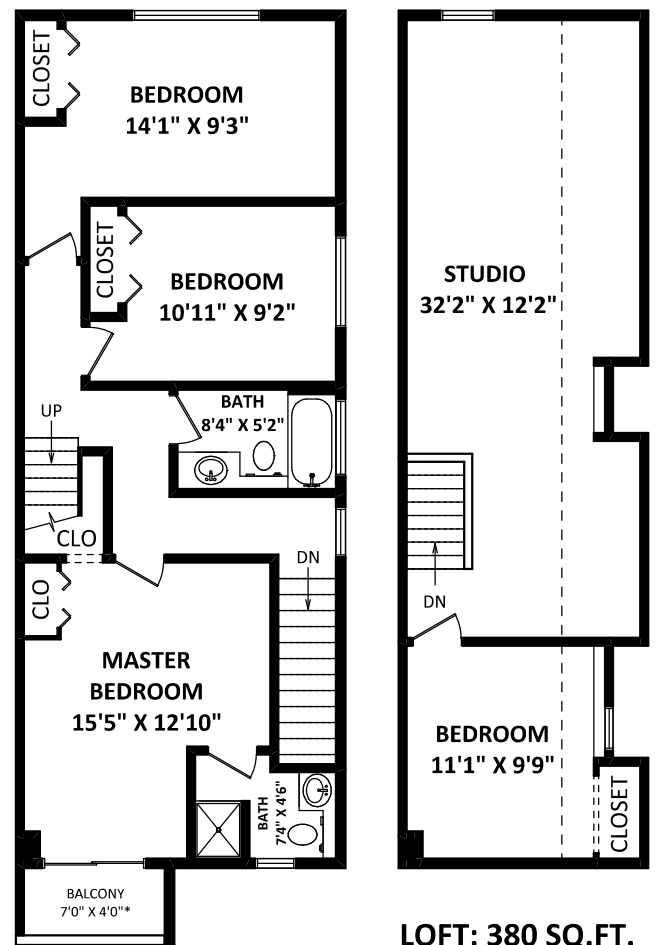 CLOSET
BEDROOM
14'1" X 9'3"
CLOSET
BEDROOM
10'11" X 9'2"
BATH
8'4" X 5'2"
UP
CLO
DN
CLO
MASTER
BEDROOM
15'5" X 12'10"
BATH
7'4" X 4'6"
BALCONY
7'0" X 4'0"*
STUDIO
32'2" X 12'2"
DN
BEDROOM
11'1" X 9'9"
CLOSET
LOFT: 380 SQ.FT.